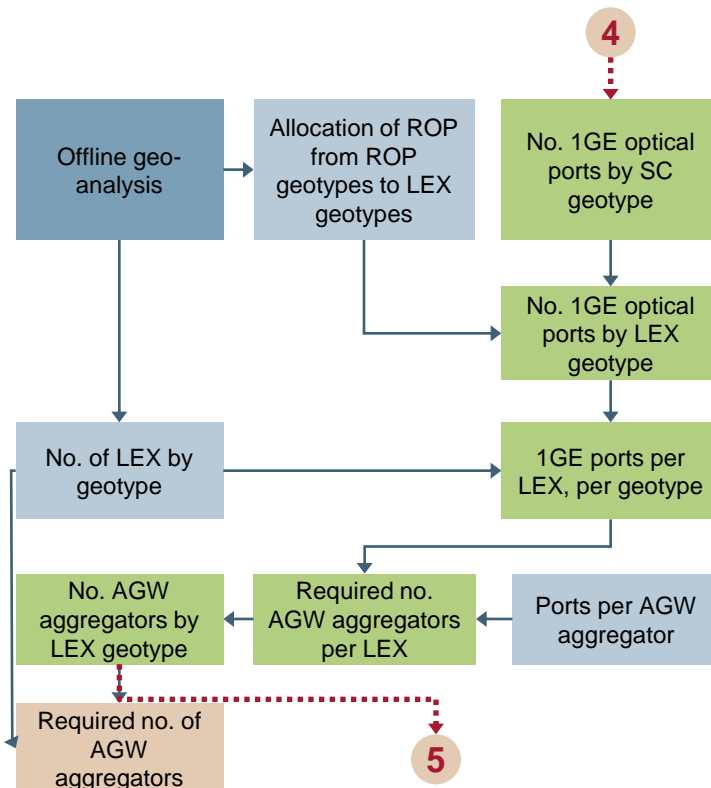 4
Offline geo-
analysis
Allocation of ROP
from ROP
geotypes to LEX
geotypes
No. 1GE optical
ports by SC
geotype
No. 1GE optical
ports by LEX
geotype
No. of LEX by
geotype
1GE ports per
LEX, per geotype
No. AGW
aggregators by
LEX geotype
Required no.
AGW aggregators
per LEX
Ports per AGW
aggregator
Required no. of
AGW
aggregators
5